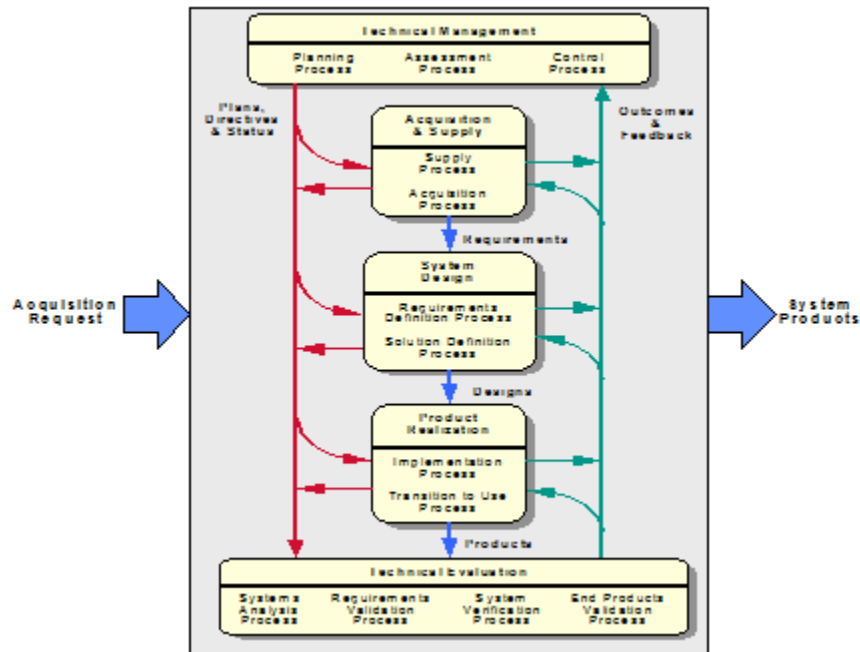 Technical Management
Planning Process
Assessment Process
Control Process
Plans,
Directives
& Status
Outcomes
&
Feedback
Acquisition
& Supply
Supply
Process
Acquisition
Process
Requirements
System
Design
Requirements
Definition Process
Solution Definition
Process
Acquisition
Request
System
Products
Designs
Product
Realization
Implementation
Process
Transition to Use
Process
Products
Technical Evaluation
Systems
Analysis
Process
Requirements
Validation
Process
System
Verification
Process
End Products
Validation
Process